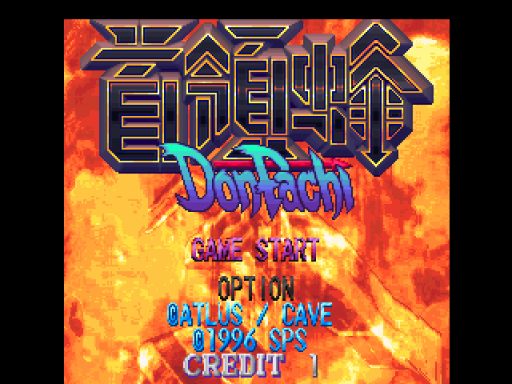 首領蜂
DonPachi
GAME START
OPTION
©ATLUS / CAVE
©1996 SPS
CREDIT 1